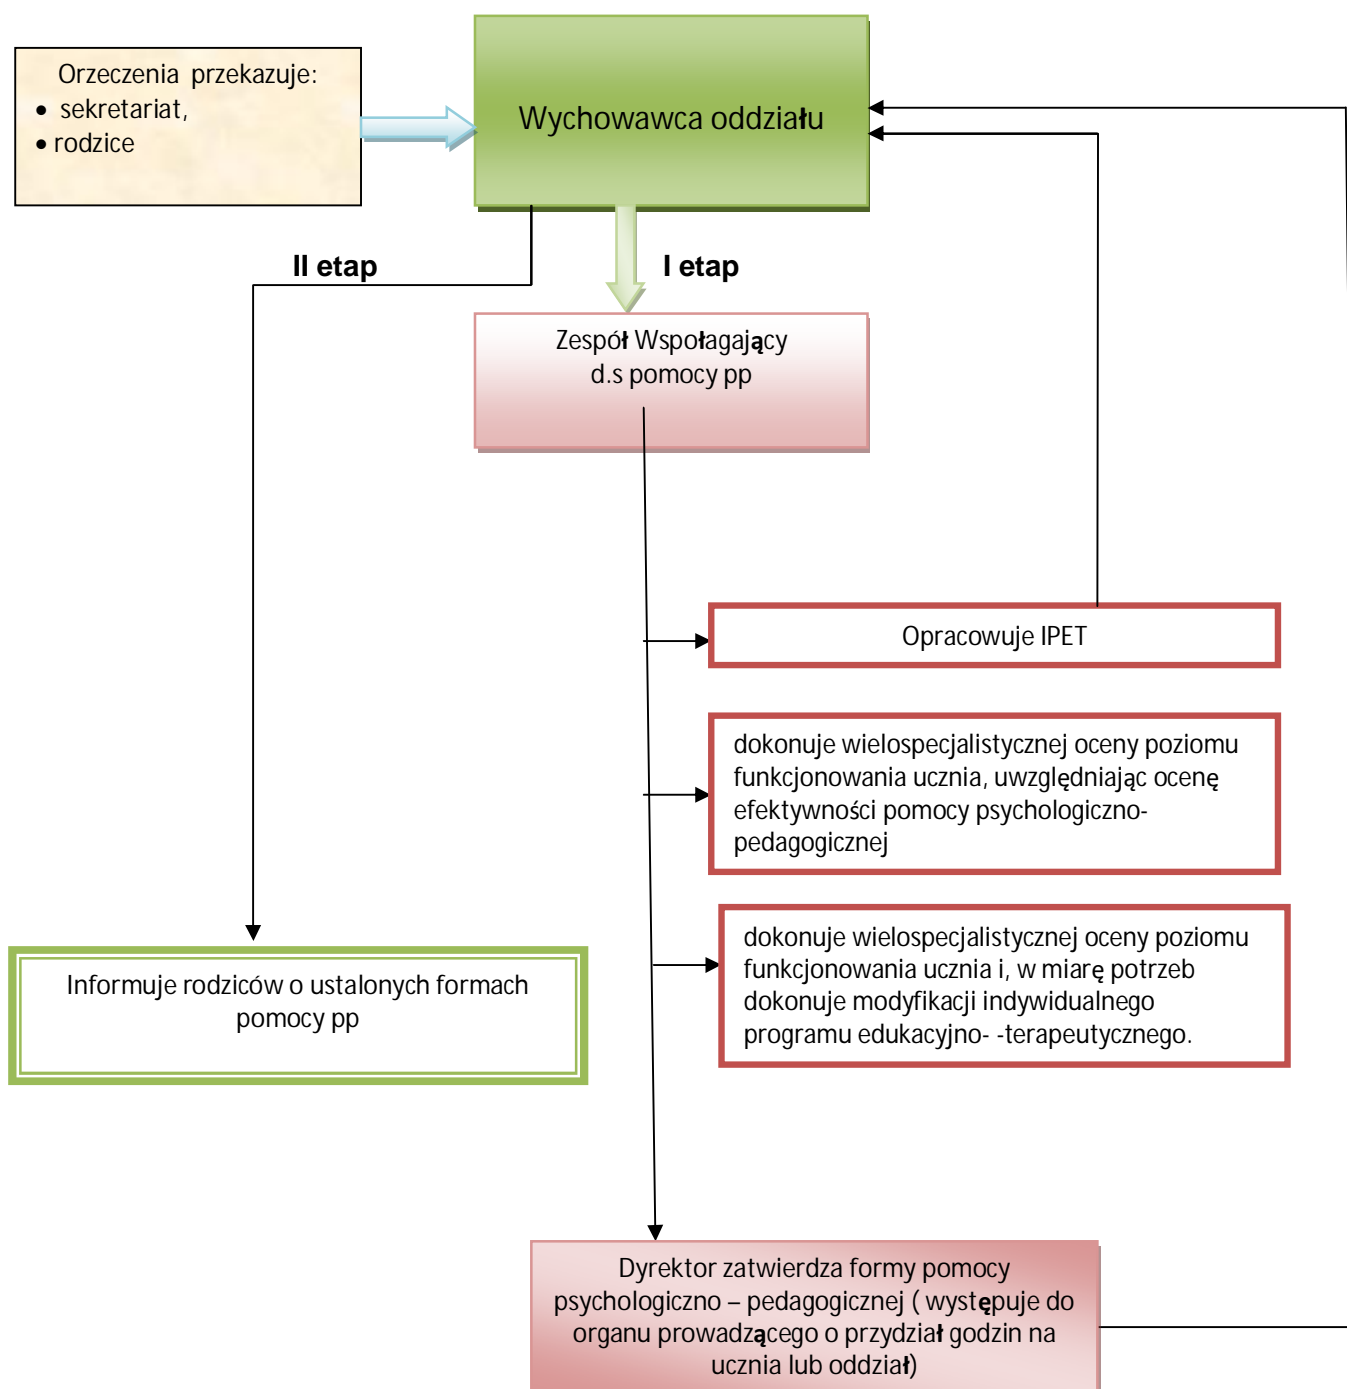 Orzeczenia przekazuje:
• sekretariat,
• rodzice
Wychowawca oddziału
II etap
I etap
Zespół Wspołagający
d.s pomocy pp
Opracowuje IPET
dokonuje wielospecjalistycznej oceny poziomu
funkcjonowania ucznia, uwzględniając ocenę
efektywności pomocy psychologiczno-
pedagogicznej
dokonuje wielospecjalistycznej oceny poziomu
funkcjonowania ucznia i, w miarę potrzeb
dokonuje modyfikacji indywidualnego
programu edukacyjno- -terapeutycznego.
Informuje rodziców o ustalonych formach
pomocy pp
Dyrektor zatwierdza formy pomocy
psychologiczno – pedagogicznej ( występuje do
organu prowadzącego o przydział godzin na
ucznia lub oddział)